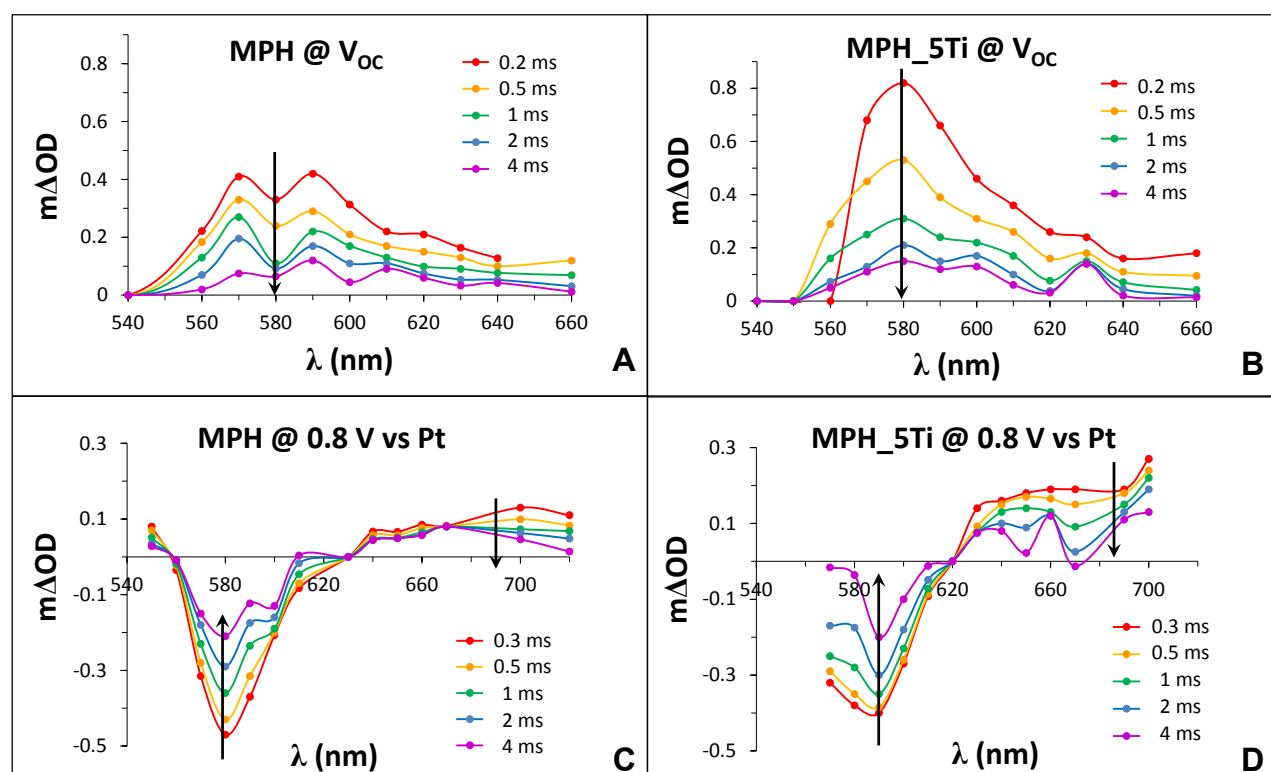 MPH @ VOC
0.8
0.6
0.4
0.2
0
mΔOD
0.2 ms
0.5 ms
1 ms
2 ms
4 ms
540 560 580 600 620 640 660
λ (nm)
A
MPH_5Ti @ VOC
0.8
0.6
0.4
0.2
0
mΔOD
0.2 ms
0.5 ms
1 ms
2 ms
4 ms
540 560 580 600 620 640 660
λ (nm)
B
MPH @ 0.8 V vs Pt
0.3
0.1
-0.1
-0.3
-0.5
mΔOD
540 580 620 660 700
0.3 ms
0.5 ms
1 ms
2 ms
4 ms
λ (nm)
C
MPH_5Ti @ 0.8 V vs Pt
0.3
0.1
-0.1
-0.3
-0.5
mΔOD
540 580 620 660 700
0.3 ms
0.5 ms
1 ms
2 ms
4 ms
λ (nm)
D